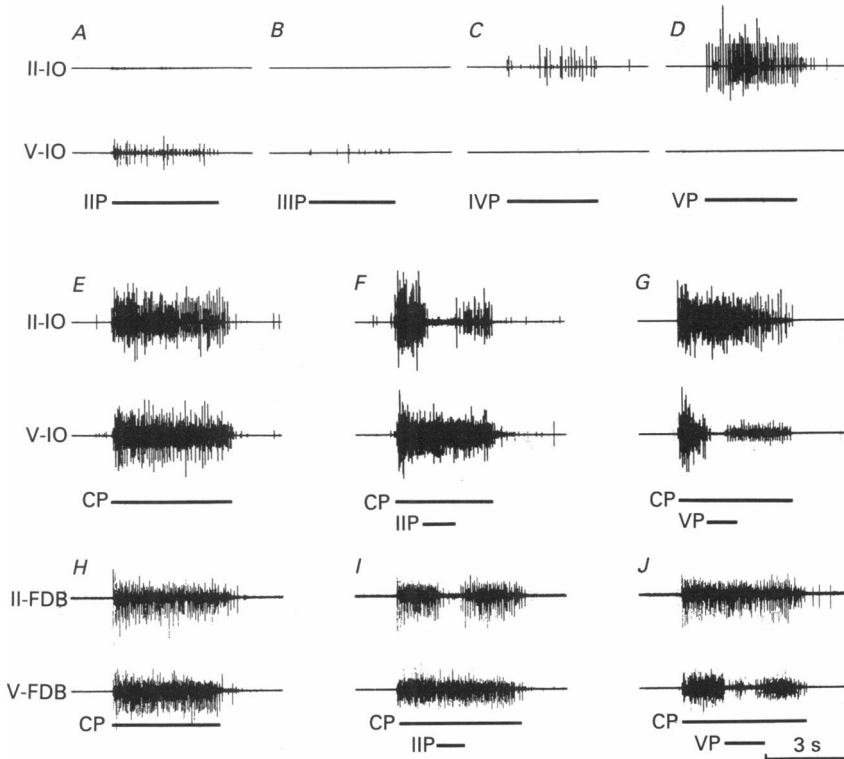 A B C D
II-IO
V-IO
IIP IIIP IVP VP
E F G
II-IO
V-IO
CP CP CP
IIP VP
H I J
II-FDB
V-FDB
CP CP CP
IIP VP 3 s